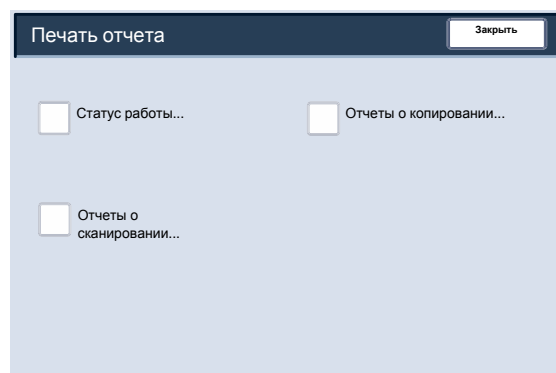 Печать отчета
Закрыть
Статус работы...
Отчеты о копировании...
Отчеты о
сканировании...